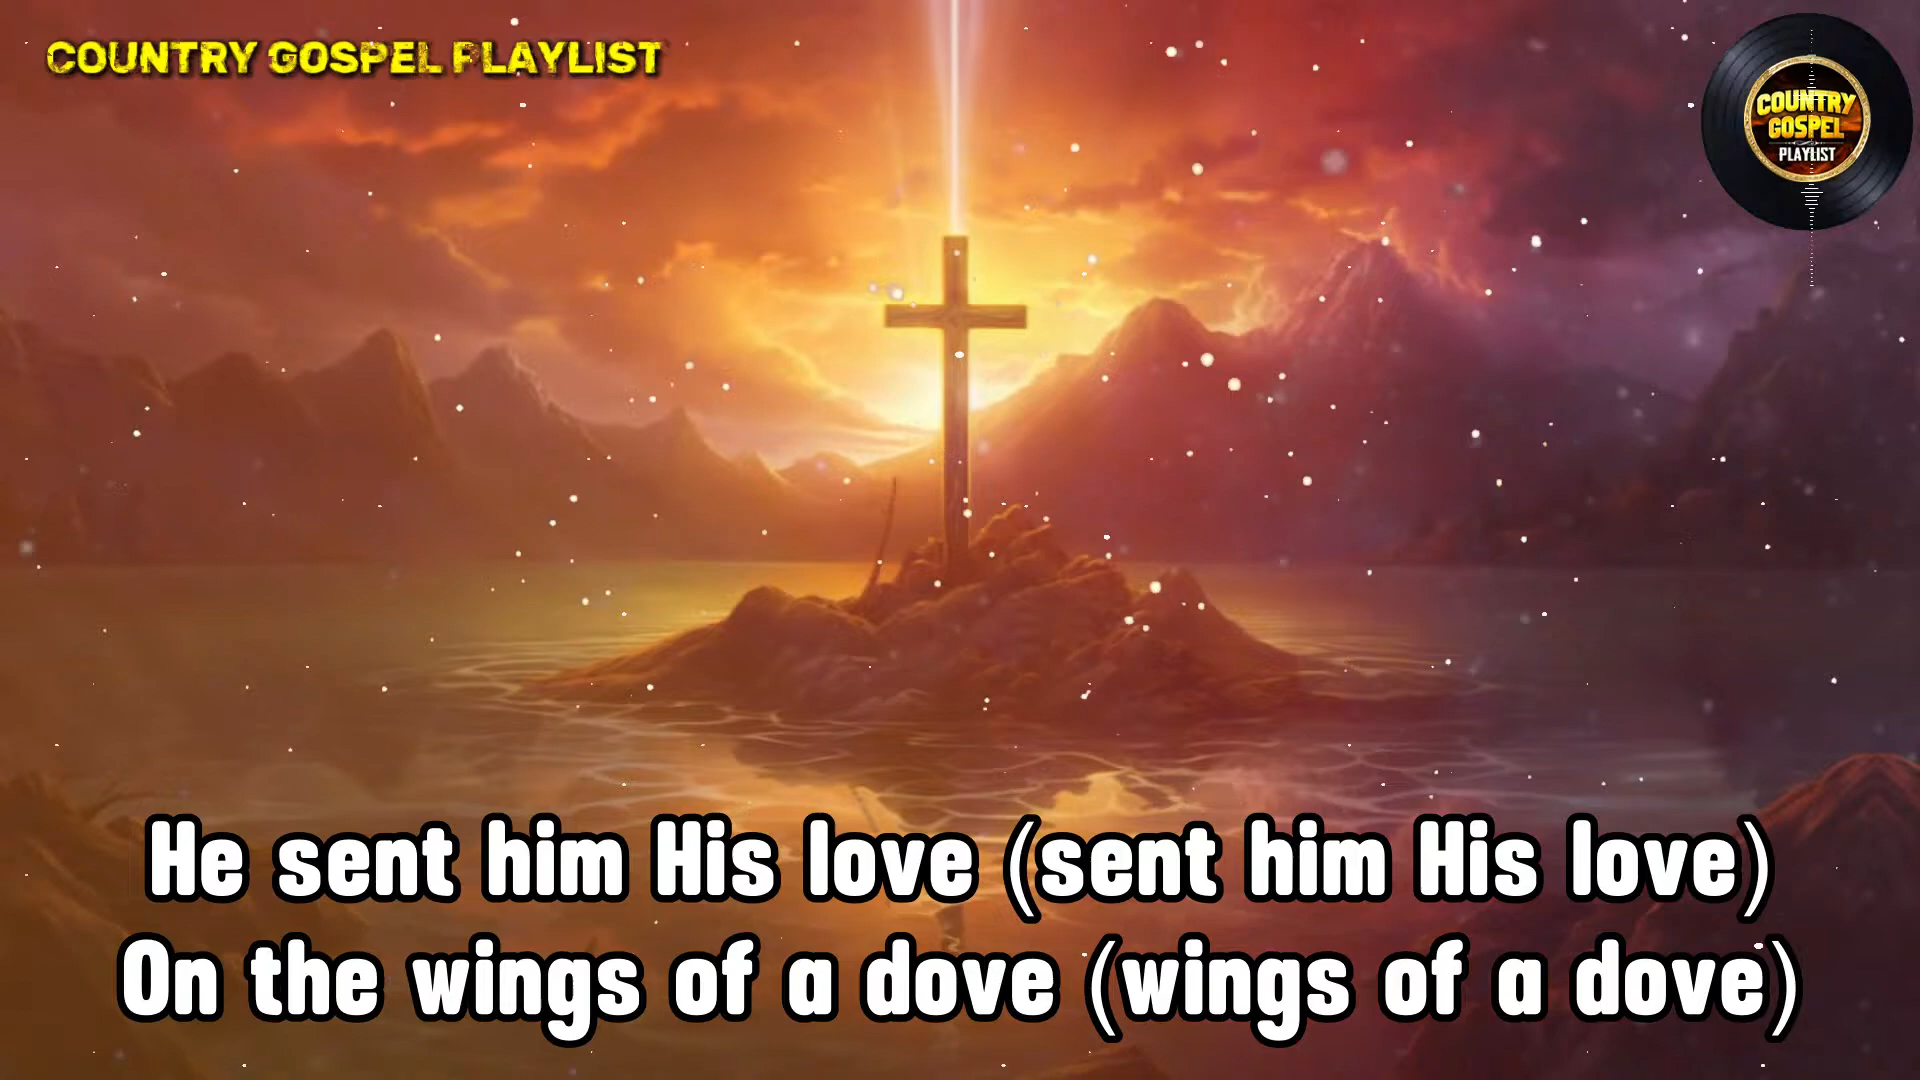 COUNTRY GOSPEL PLAYLIST
COUNTRY
GOSPEL
PLAYLIST
He sent him His love (sent him His love)
On the wings of a dove (wings of a dove)